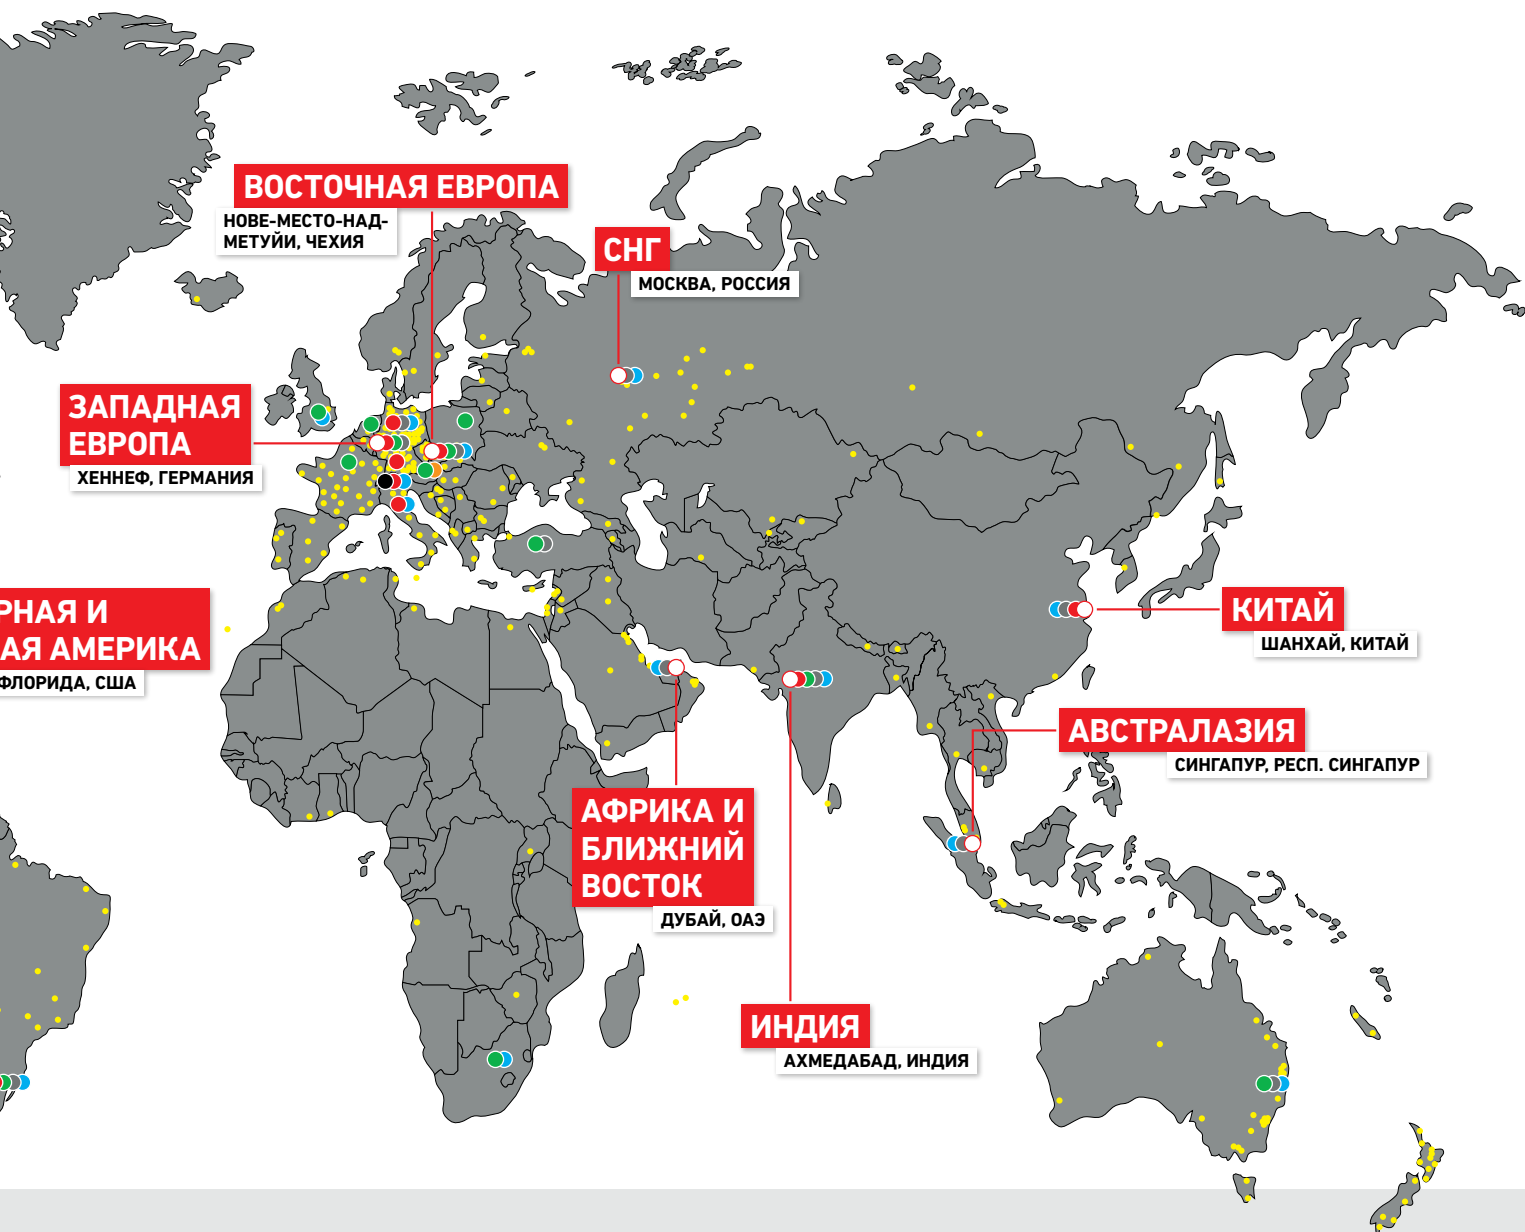 ВОСТОЧНАЯ ЕВРОПА
НОВЕ-МЕСТО-НАД-
МЕТУЙИ, ЧЕХИЯ
СНГ
МОСКВА, РОССИЯ
ЗАПАДНАЯ
ЕВРОПА
ХЕННЕФ, ГЕРМАНИЯ
РНАЯ И
АЯ АМЕРИКА
ФЛОРИДА, США
КИТАЙ
ШАНХАЙ, КИТАЙ
АВСТРАЛАЗИЯ
СИНГАПУР, РЕСП. СИНГАПУР
АФРИКА И
БЛИЖНИЙ
ВОСТОК
ДУБАЙ, ОАЭ
ИНДИЯ
АХМЕДАБАД, ИНДИЯ